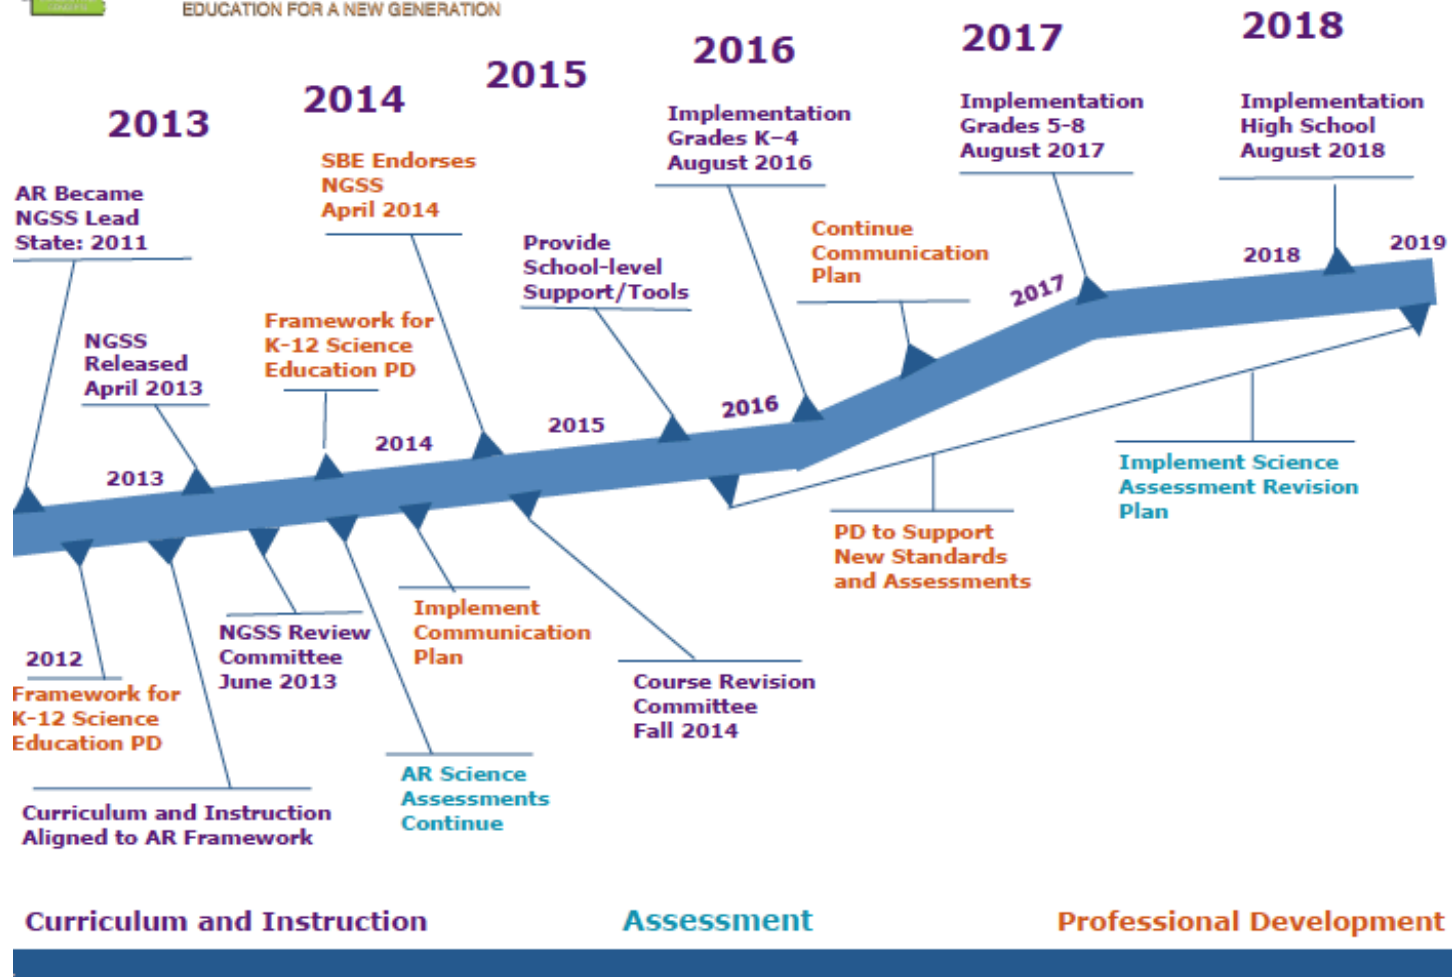 EDUCATION FOR A NEW GENERATION
2013
2014
2015
2016
2017
2018
AR Became
NGSS Lead
State: 2011
NGSS
Released
April 2013
Framework for
K-12 Science
Education PD
SBE Endorses
NGSS
April 2014
Provide
School-level
Support/Tools
Implementation
Grades K–4
August 2016
Continue
Communication
Plan
Implementation
Grades 5-8
August 2017
Implementation
High School
August 2018
2013
2014
2015
2016
2017
2018
2019
2012
Framework for
K-12 Science
Education PD
Curriculum and Instruction
Aligned to AR Framework
NGSS Review
Committee
June 2013
AR Science
Assessments
Continue
Implement
Communication
Plan
Course Revision
Committee
Fall 2014
PD to Support
New Standards
and Assessments
Implement Science
Assessment Revision
Plan
Curriculum and Instruction
Assessment
Professional Development